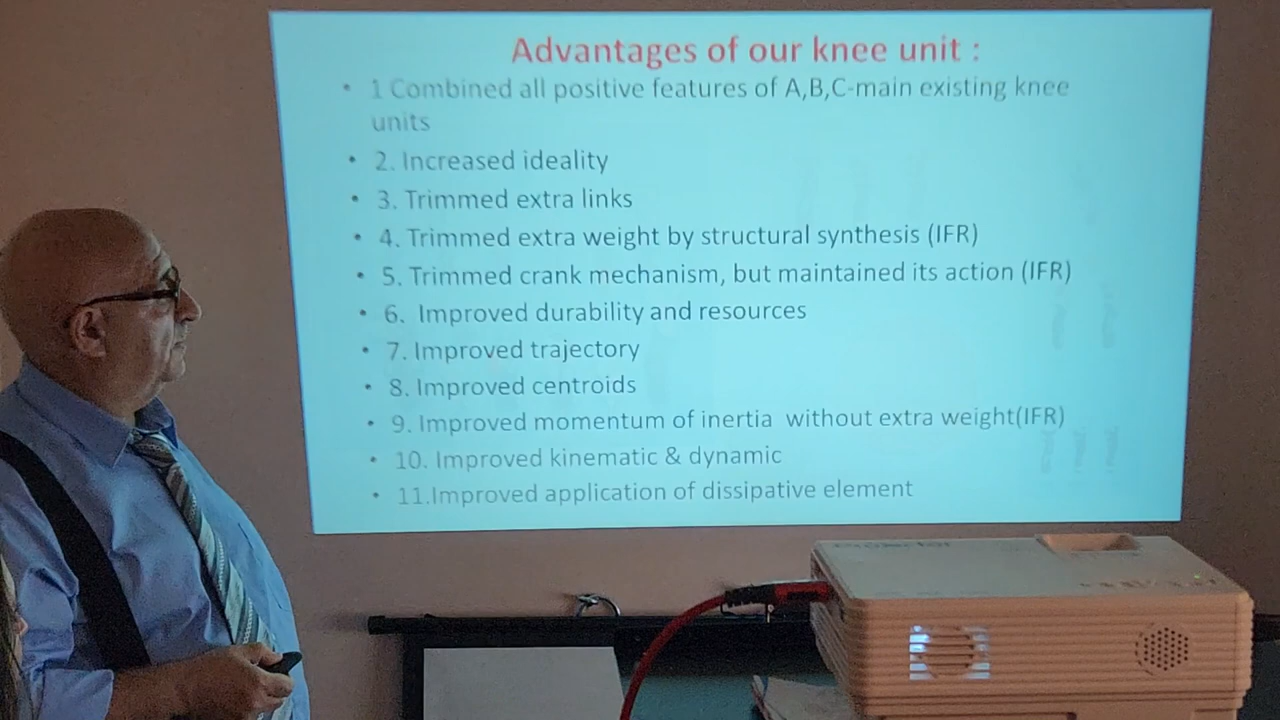 Advantages of our knee unit :
• 1 Combined all positive features of A,B,C-main existing knee
units
• 2. Increased ideality
• 3. Trimmed extra links
• 4. Trimmed extra weight by structural synthesis (IFR)
• 5. Trimmed crank mechanism, but maintained its action (IFR)
• 6. Improved durability and resources
• 7. Improved trajectory
• 8. Improved centroids
• 9. Improved momentum of inertia without extra weight(IFR)
• 10. Improved kinematic & dynamic
• 11.Improved application of dissipative element